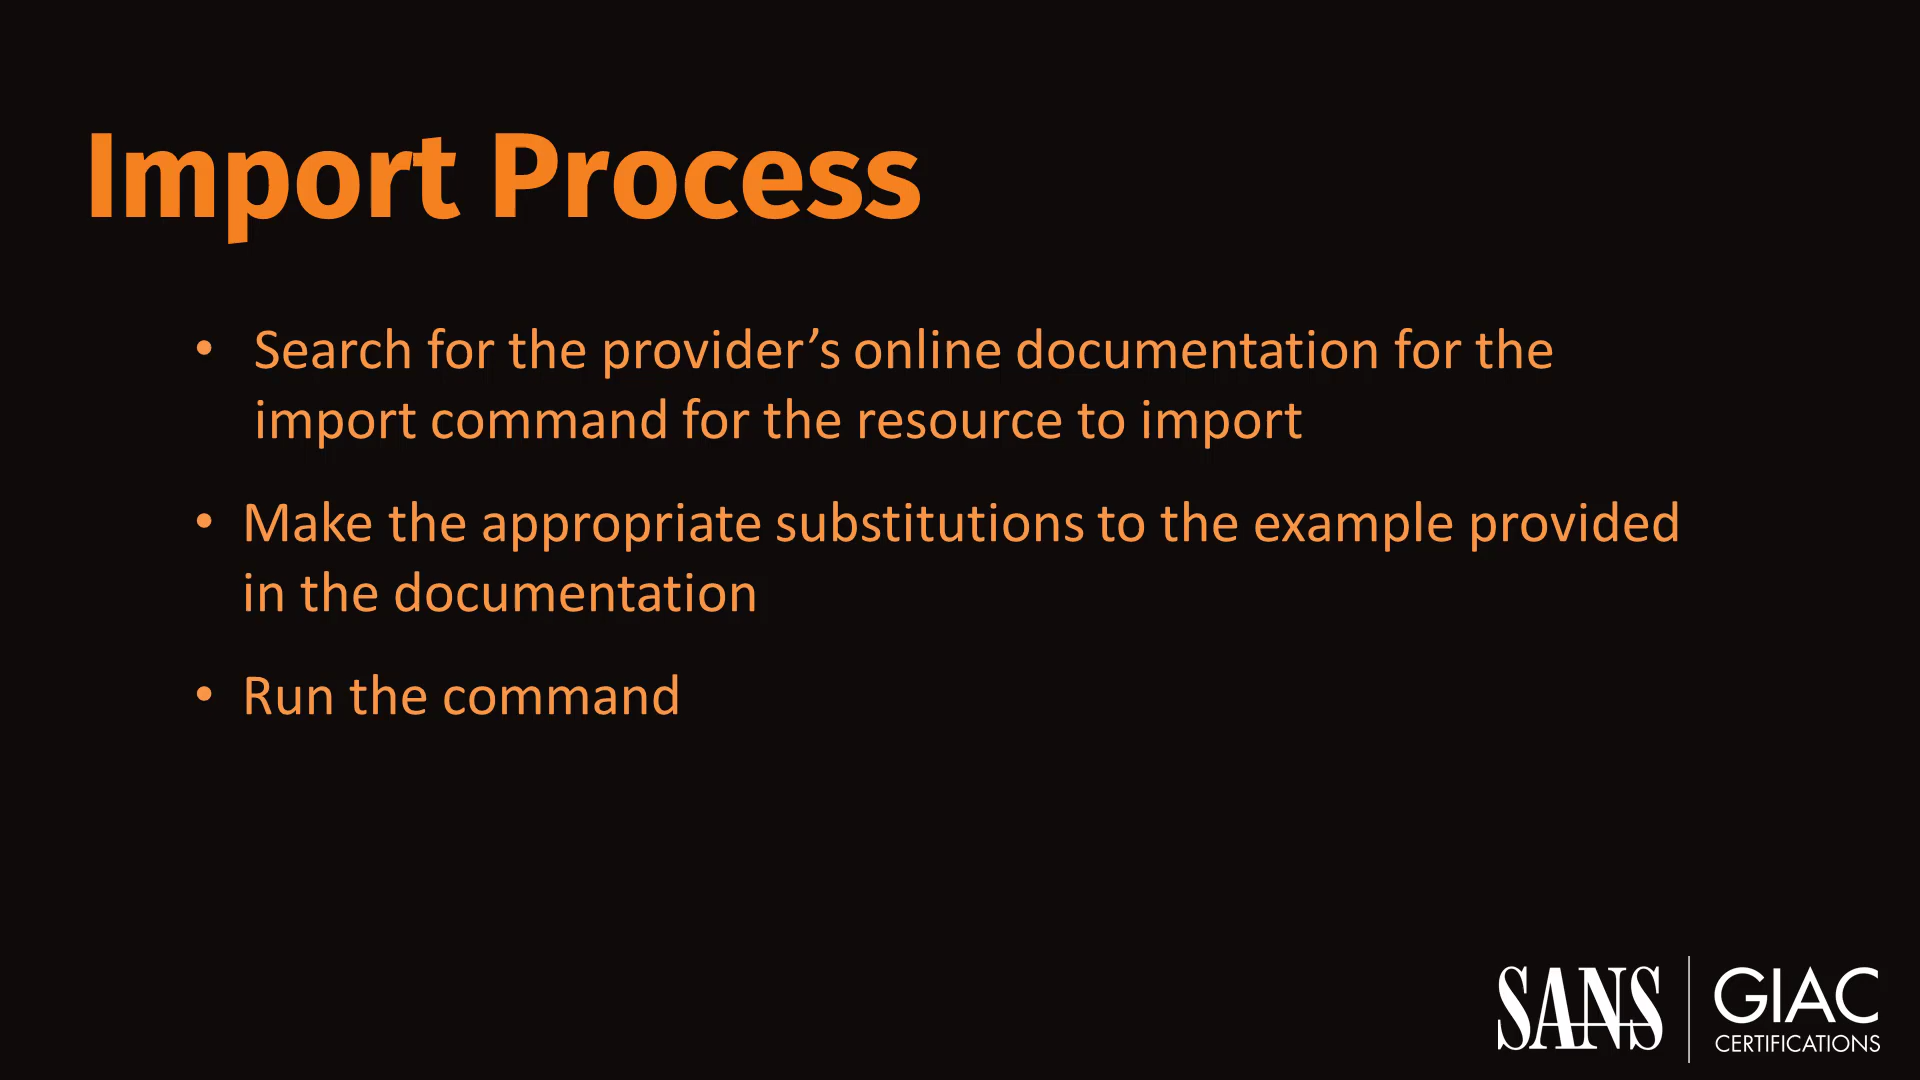 Import Process
• Search for the provider’s online documentation for the
import command for the resource to import
• Make the appropriate substitutions to the example provided
in the documentation
• Run the command
SANS
GIAC
CERTIFICATIONS